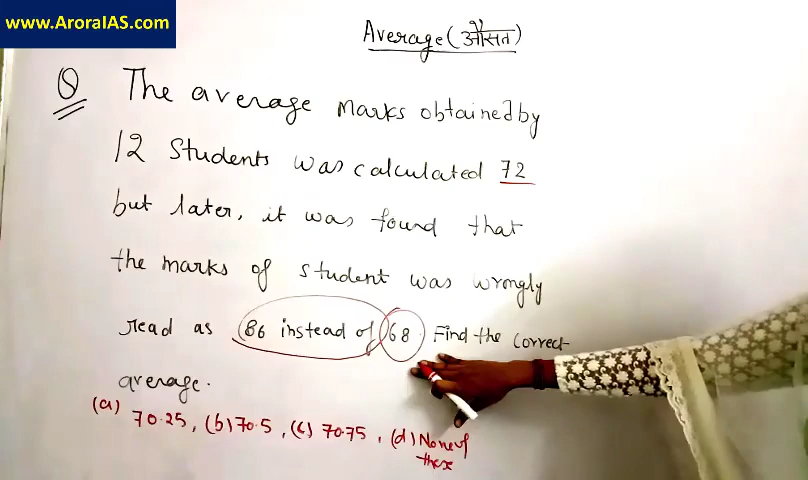 www.AroraIAS.com
Average(औसत)
Q The average marks obtained by
12 Students was calculated 72
but later, it was found that
the marks of student was wrongly
read as 86 instead of 68. Find the correct
average.
(a) 70.25, (b) 70.5, (c) 70.75, (d) None of
these